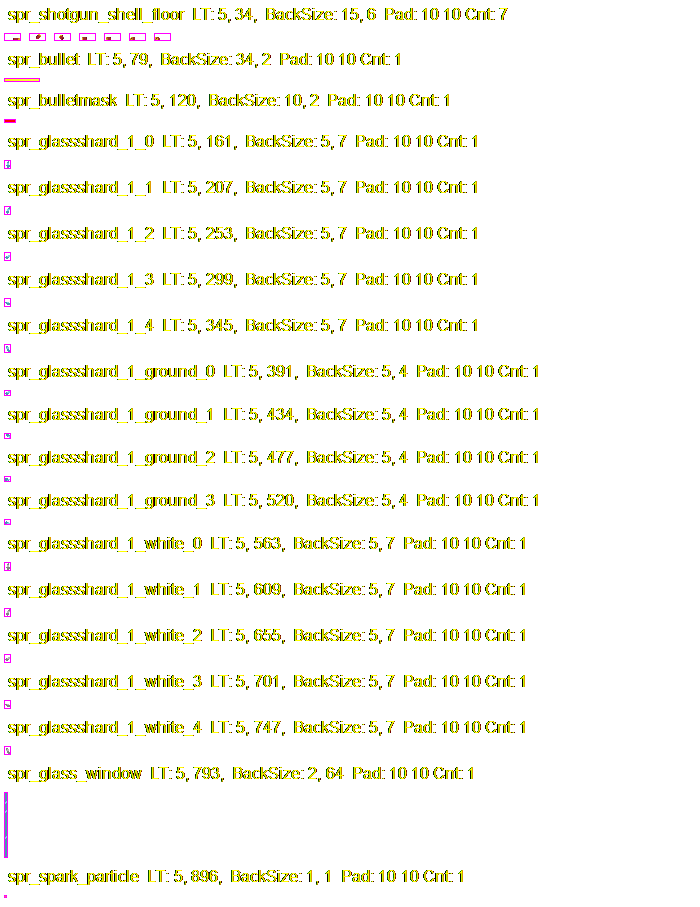 spr_shotgun_shell_floor LT: 5, 34, BackSize: 15, 6 Pad: 10 10 Cnt: 7
spr_bullet LT: 5, 79, BackSize: 34, 2 Pad: 10 10 Cnt: 1
spr_bulletmask LT: 5, 120, BackSize: 10, 2 Pad: 10 10 Cnt: 1
spr_glassshard_1_0 LT: 5, 161, BackSize: 5, 7 Pad: 10 10 Cnt: 1
spr_glassshard_1_1 LT: 5, 207, BackSize: 5, 7 Pad: 10 10 Cnt: 1
spr_glassshard_1_2 LT: 5, 253, BackSize: 5, 7 Pad: 10 10 Cnt: 1
spr_glassshard_1_3 LT: 5, 299, BackSize: 5, 7 Pad: 10 10 Cnt: 1
spr_glassshard_1_4 LT: 5, 345, BackSize: 5, 7 Pad: 10 10 Cnt: 1
spr_glassshard_1_ground_0 LT: 5, 391, BackSize: 5, 4 Pad: 10 10 Cnt: 1
spr_glassshard_1_ground_1 LT: 5, 434, BackSize: 5, 4 Pad: 10 10 Cnt: 1
spr_glassshard_1_ground_2 LT: 5, 477, BackSize: 5, 4 Pad: 10 10 Cnt: 1
spr_glassshard_1_ground_3 LT: 5, 520, BackSize: 5, 4 Pad: 10 10 Cnt: 1
spr_glassshard_1_white_0 LT: 5, 563, BackSize: 5, 7 Pad: 10 10 Cnt: 1
spr_glassshard_1_white_1 LT: 5, 609, BackSize: 5, 7 Pad: 10 10 Cnt: 1
spr_glassshard_1_white_2 LT: 5, 655, BackSize: 5, 7 Pad: 10 10 Cnt: 1
spr_glassshard_1_white_3 LT: 5, 701, BackSize: 5, 7 Pad: 10 10 Cnt: 1
spr_glassshard_1_white_4 LT: 5, 747, BackSize: 5, 7 Pad: 10 10 Cnt: 1
spr_glass_window LT: 5, 793, BackSize: 2, 64 Pad: 10 10 Cnt: 1
spr_spark_particle LT: 5, 896, BackSize: 1, 1 Pad: 10 10 Cnt: 1